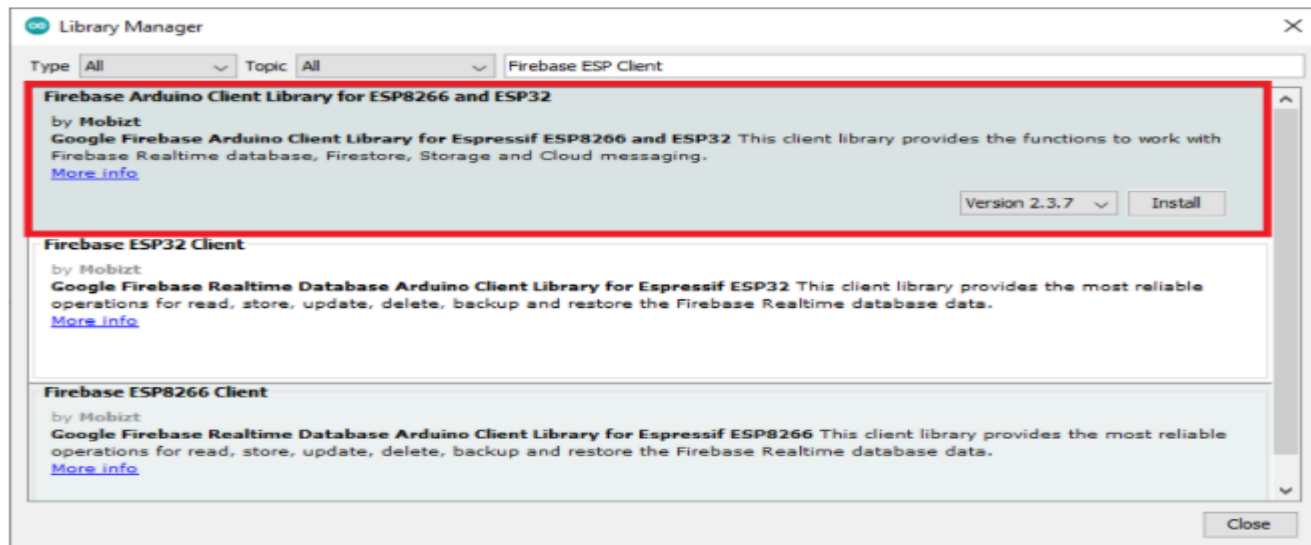 Library Manager
Type All Topic All Firebase ESP Client
Firebase Arduino Client Library for ESP8266 and ESP32
by Mobizt
Google Firebase Arduino Client Library for Espressif ESP8266 and ESP32 This client library provides the functions to work with
Firebase Realtime database, Firestore, Storage and Cloud messaging.
More info
Version 2.3.7 Install
Firebase ESP32 Client
by Mobizt
Google Firebase Realtime Database Arduino Client Library for Espressif ESP32 This client library provides the most reliable
operations for read, store, update, delete, backup and restore the Firebase Realtime database data.
More info
Firebase ESP8266 Client
by Mobizt
Google Firebase Realtime Database Arduino Client Library for Espressif ESP8266 This client library provides the most reliable
operations for read, store, update, delete, backup and restore the Firebase Realtime database data.
More info
Close